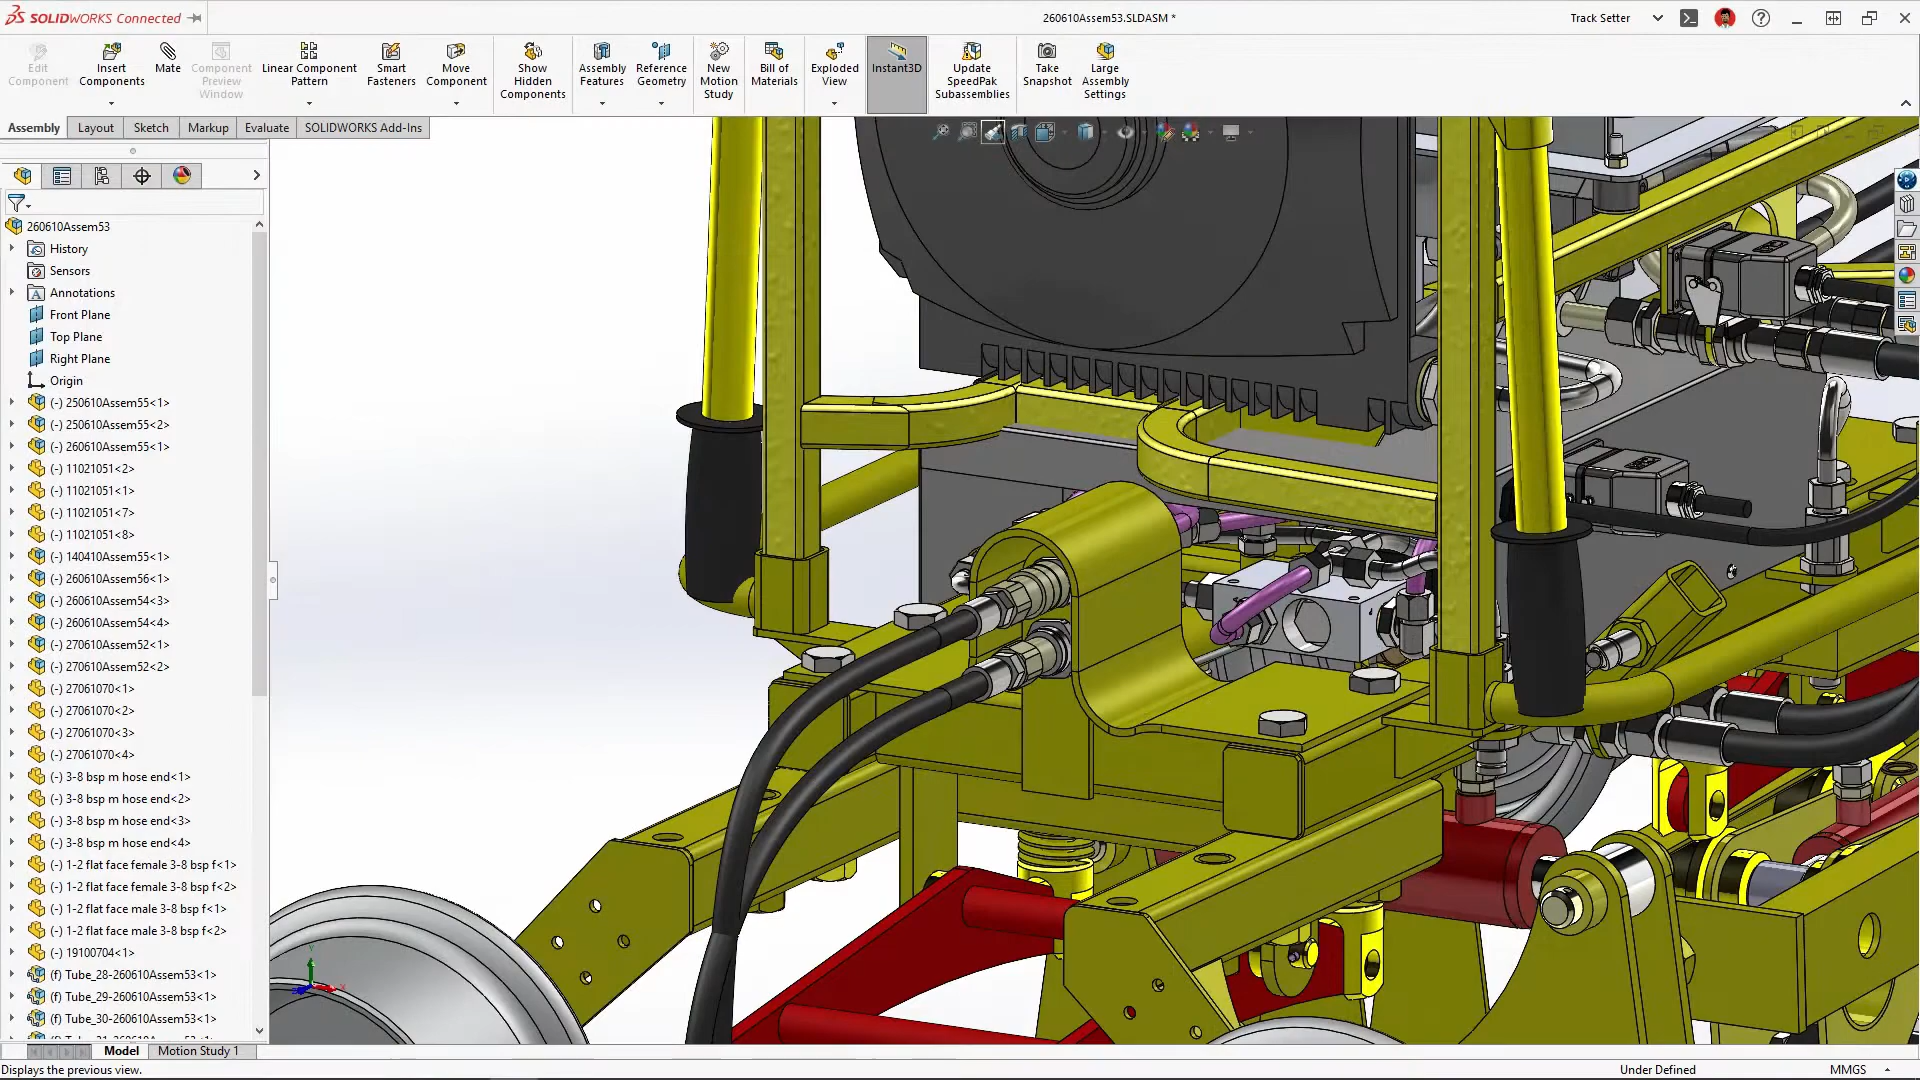 SOLIDWORKS Connected
260610Assem53.SLDASM *
Track Setter
Edit Component
Insert Components
Mate
Component Preview Window
Linear Component Pattern
Smart Fasteners
Move Component
Show Hidden Components
Assembly Features
Reference Geometry
New Motion Study
Bill of Materials
Exploded View
Instant3D
Update SpeedPak Subassemblies
Take Snapshot
Large Assembly Settings
Assembly
Layout
Sketch
Markup
Evaluate
SOLIDWORKS Add-Ins
260610Assem53
History
Sensors
Annotations
Front Plane
Top Plane
Right Plane
Origin
(-) 250610Assem55<1>
(-) 250610Assem55<2>
(-) 260610Assem55<1>
(-) 11021051<2>
(-) 11021051<1>
(-) 11021051<7>
(-) 11021051<8>
(-) 140410Assem55<1>
(-) 260610Assem56<1>
(-) 260610Assem54<3>
(-) 260610Assem54<4>
(-) 270610Assem52<1>
(-) 270610Assem52<2>
(-) 27061070<1>
(-) 27061070<2>
(-) 27061070<3>
(-) 27061070<4>
(-) 3-8 bsp m hose end<1>
(-) 3-8 bsp m hose end<2>
(-) 3-8 bsp m hose end<3>
(-) 3-8 bsp m hose end<4>
(-) 1-2 flat face female 3-8 bsp f<1>
(-) 1-2 flat face female 3-8 bsp f<2>
(-) 1-2 flat face male 3-8 bsp f<1>
(-) 1-2 flat face male 3-8 bsp f<2>
(-) 19100704<1>
(f) Tube_28-260610Assem53<1>
(f) Tube_29-260610Assem53<1>
(f) Tube_30-260610Assem53<1>
Model
Motion Study 1
Displays the previous view.
Under Defined
MMGS